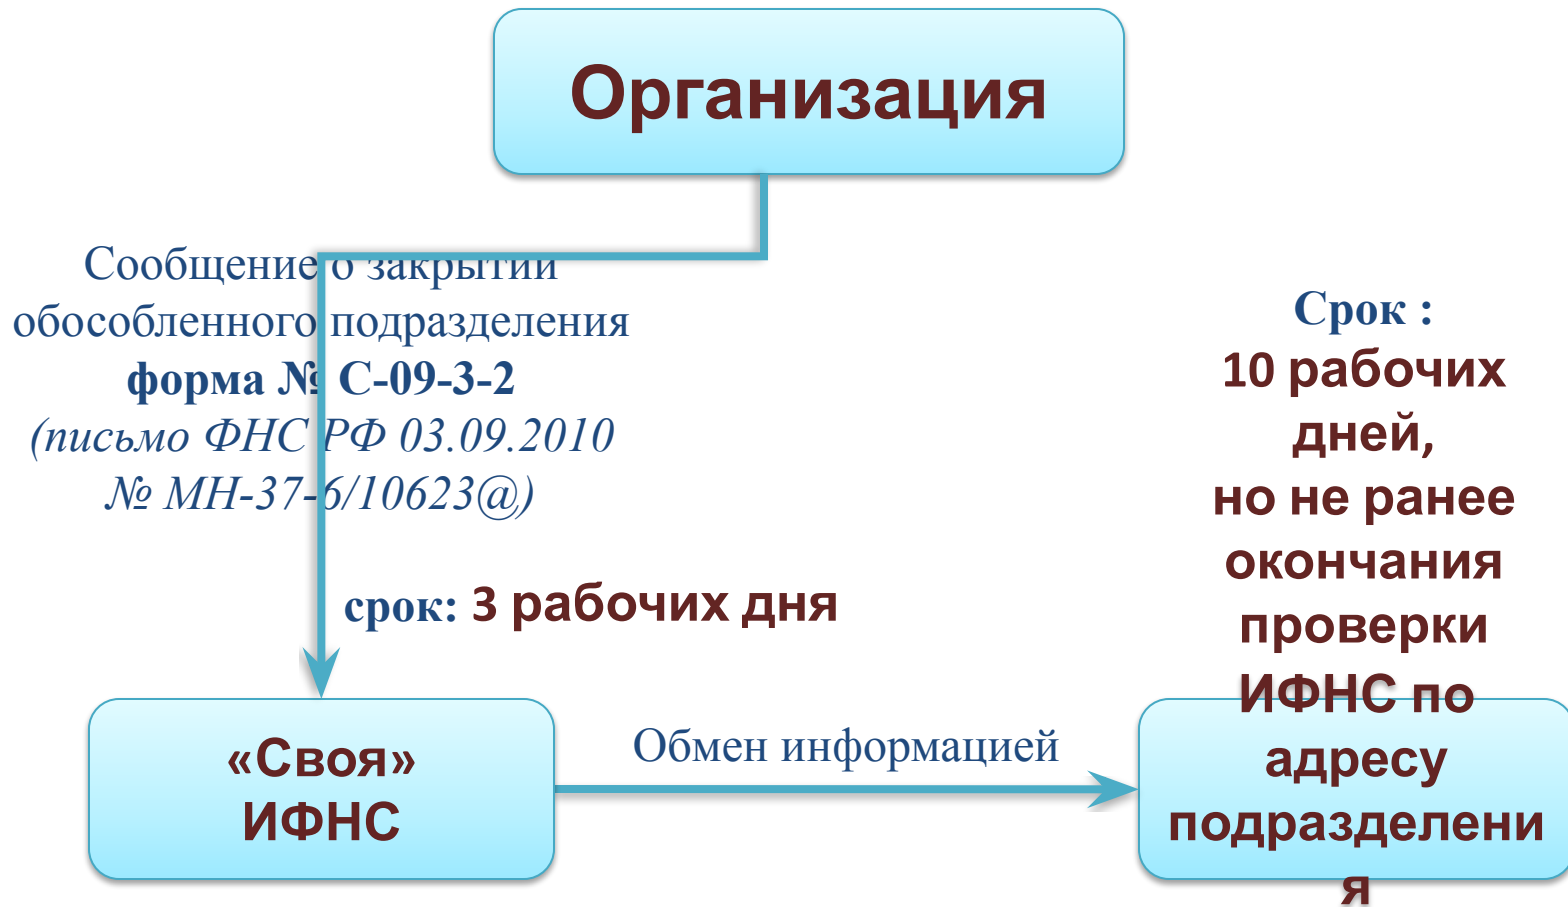 Организация
Сообщение о закрытии
обособленного подразделения
форма № С-09-3-2
(письмо ФНС РФ 03.09.2010
№ МН-37-6/10623@)
срок: 3 рабочих дня
«Своя»
ИФНС
Обмен информацией
Срок :
10 рабочих
дней,
но не ранее
окончания
проверки
ИФНС по
адресу
подразделени
я